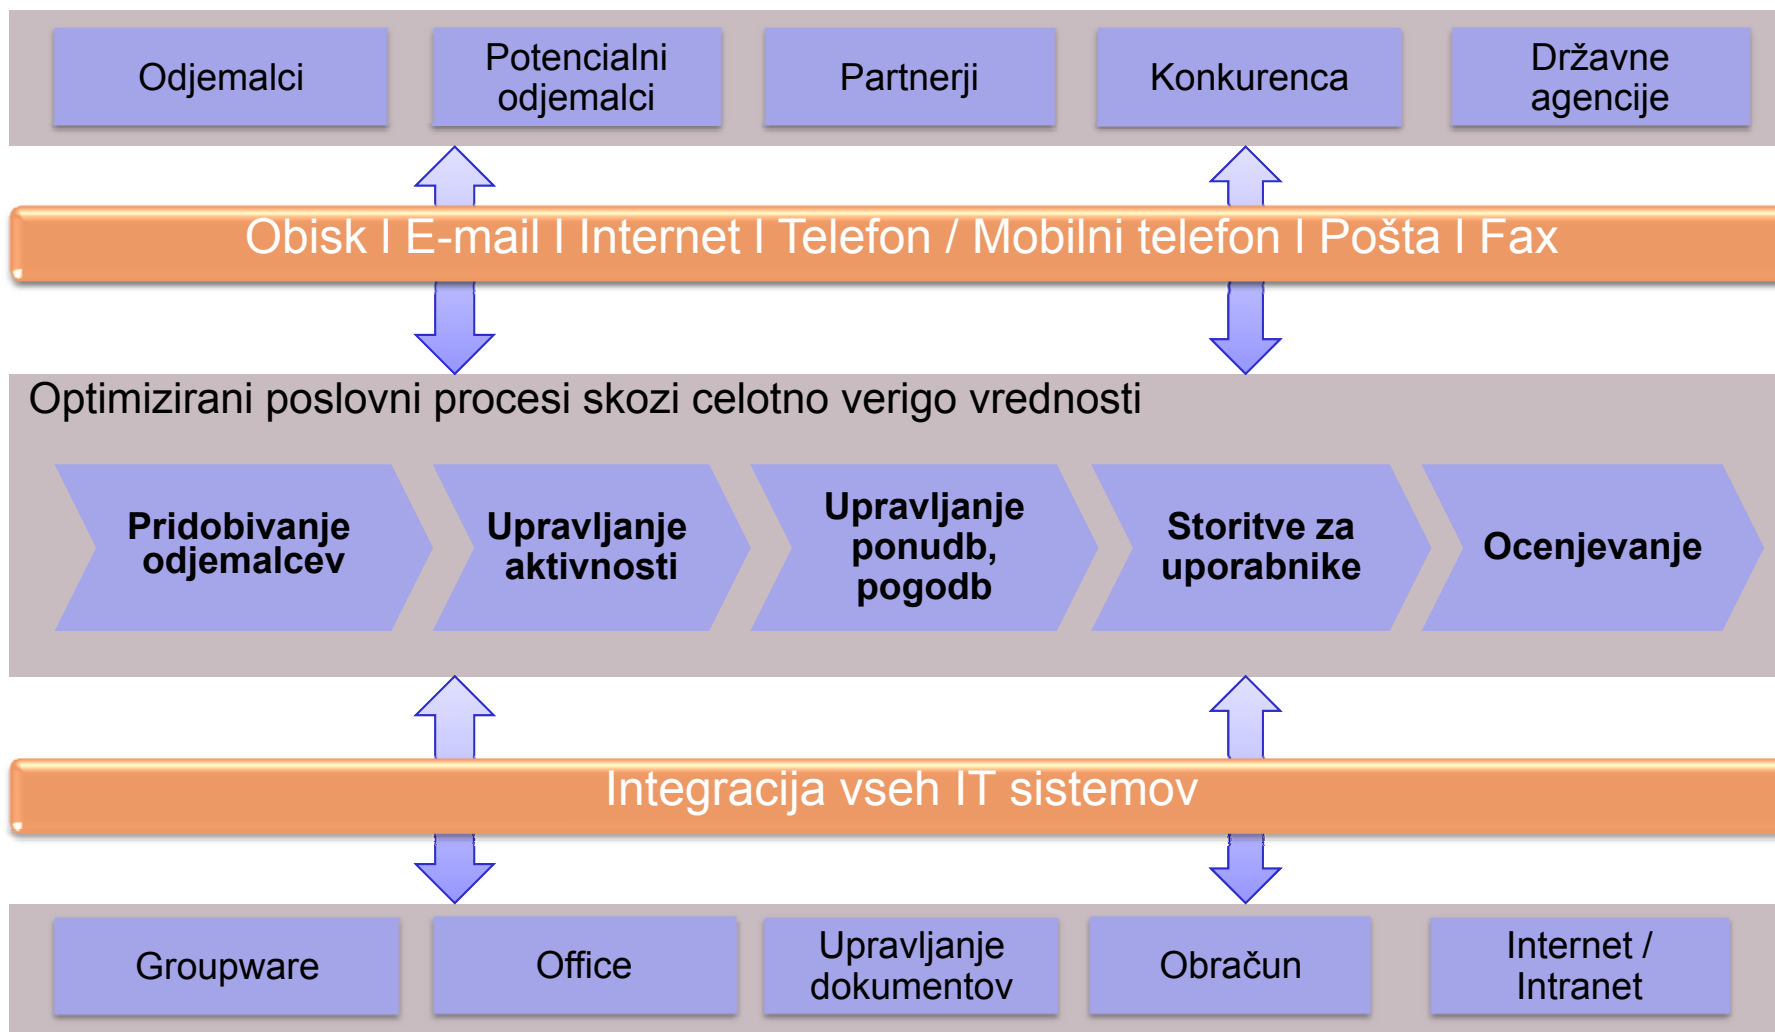 Odjemalci
Potencialni
odjemalci
Partnerji
Konkurenca
Državne
agencije
Obisk l E-mail l Internet l Telefon / Mobilni telefon l Pošta l Fax
Optimizirani poslovni procesi skozi celotno verigo vrednosti
Pridobivanje
odjemalcev
Upravljanje
aktivnosti
Upravljanje
ponudb,
pogodb
Storitve za
uporabnike
Ocenjevanje
Integracija vseh IT sistemov
Groupware
Office
Upravljanje
dokumentov
Obračun
Internet /
Intranet